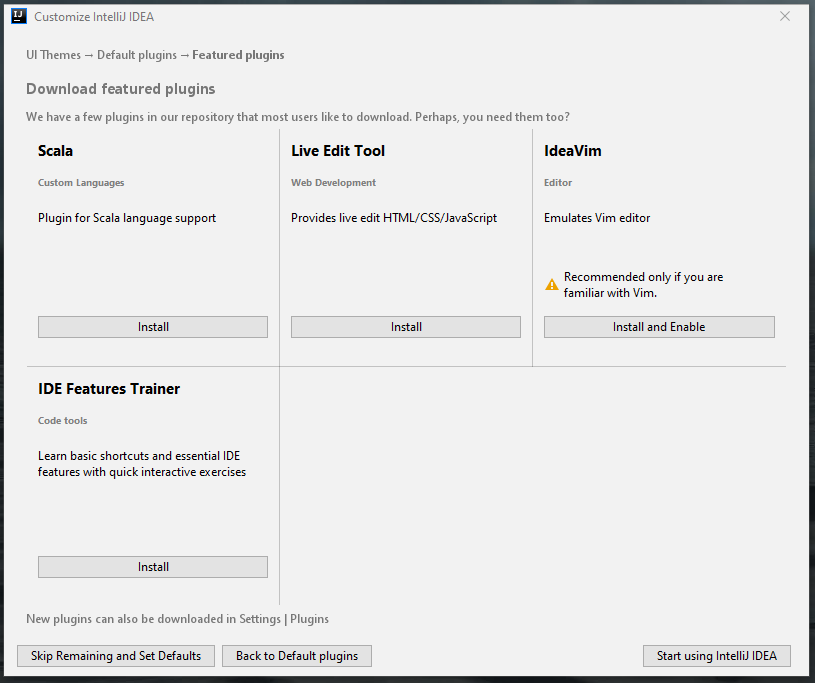 IJ
Customize IntelliJ IDEA
UI Themes → Default plugins → Featured plugins
Download featured plugins
We have a few plugins in our repository that most users like to download. Perhaps, you need them too?
Scala
Custom Languages
Plugin for Scala language support
Install
Live Edit Tool
Web Development
Provides live edit HTML/CSS/JavaScript
Install
IdeaVim
Editor
Emulates Vim editor
Recommended only if you are
familiar with Vim.
Install and Enable
IDE Features Trainer
Code tools
Learn basic shortcuts and essential IDE
features with quick interactive exercises
Install
New plugins can also be downloaded in Settings | Plugins
Skip Remaining and Set Defaults
Back to Default plugins
Start using IntelliJ IDEA